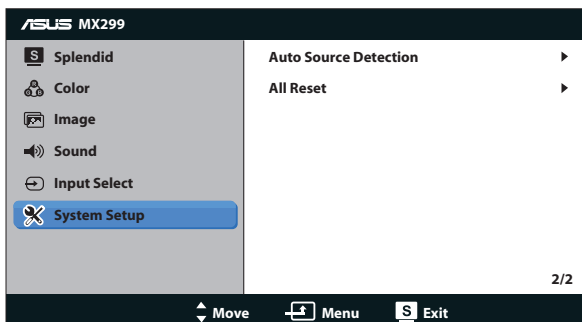 ASUS MX299
S Splendid
Color
Image
Sound
Input Select
System Setup
Auto Source Detection
All Reset
2/2
Move Menu S Exit